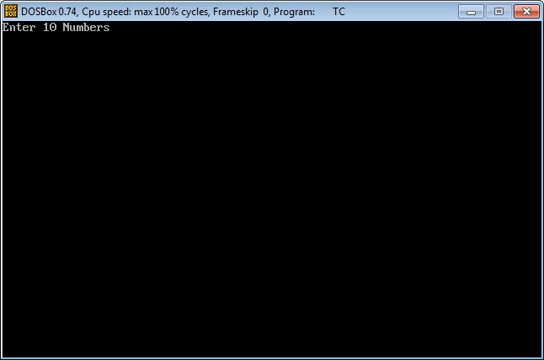 DOSBox 0.74, Cpu speed: max 100% cycles, Frameskip 0, Program: TC
Enter 10 Numbers